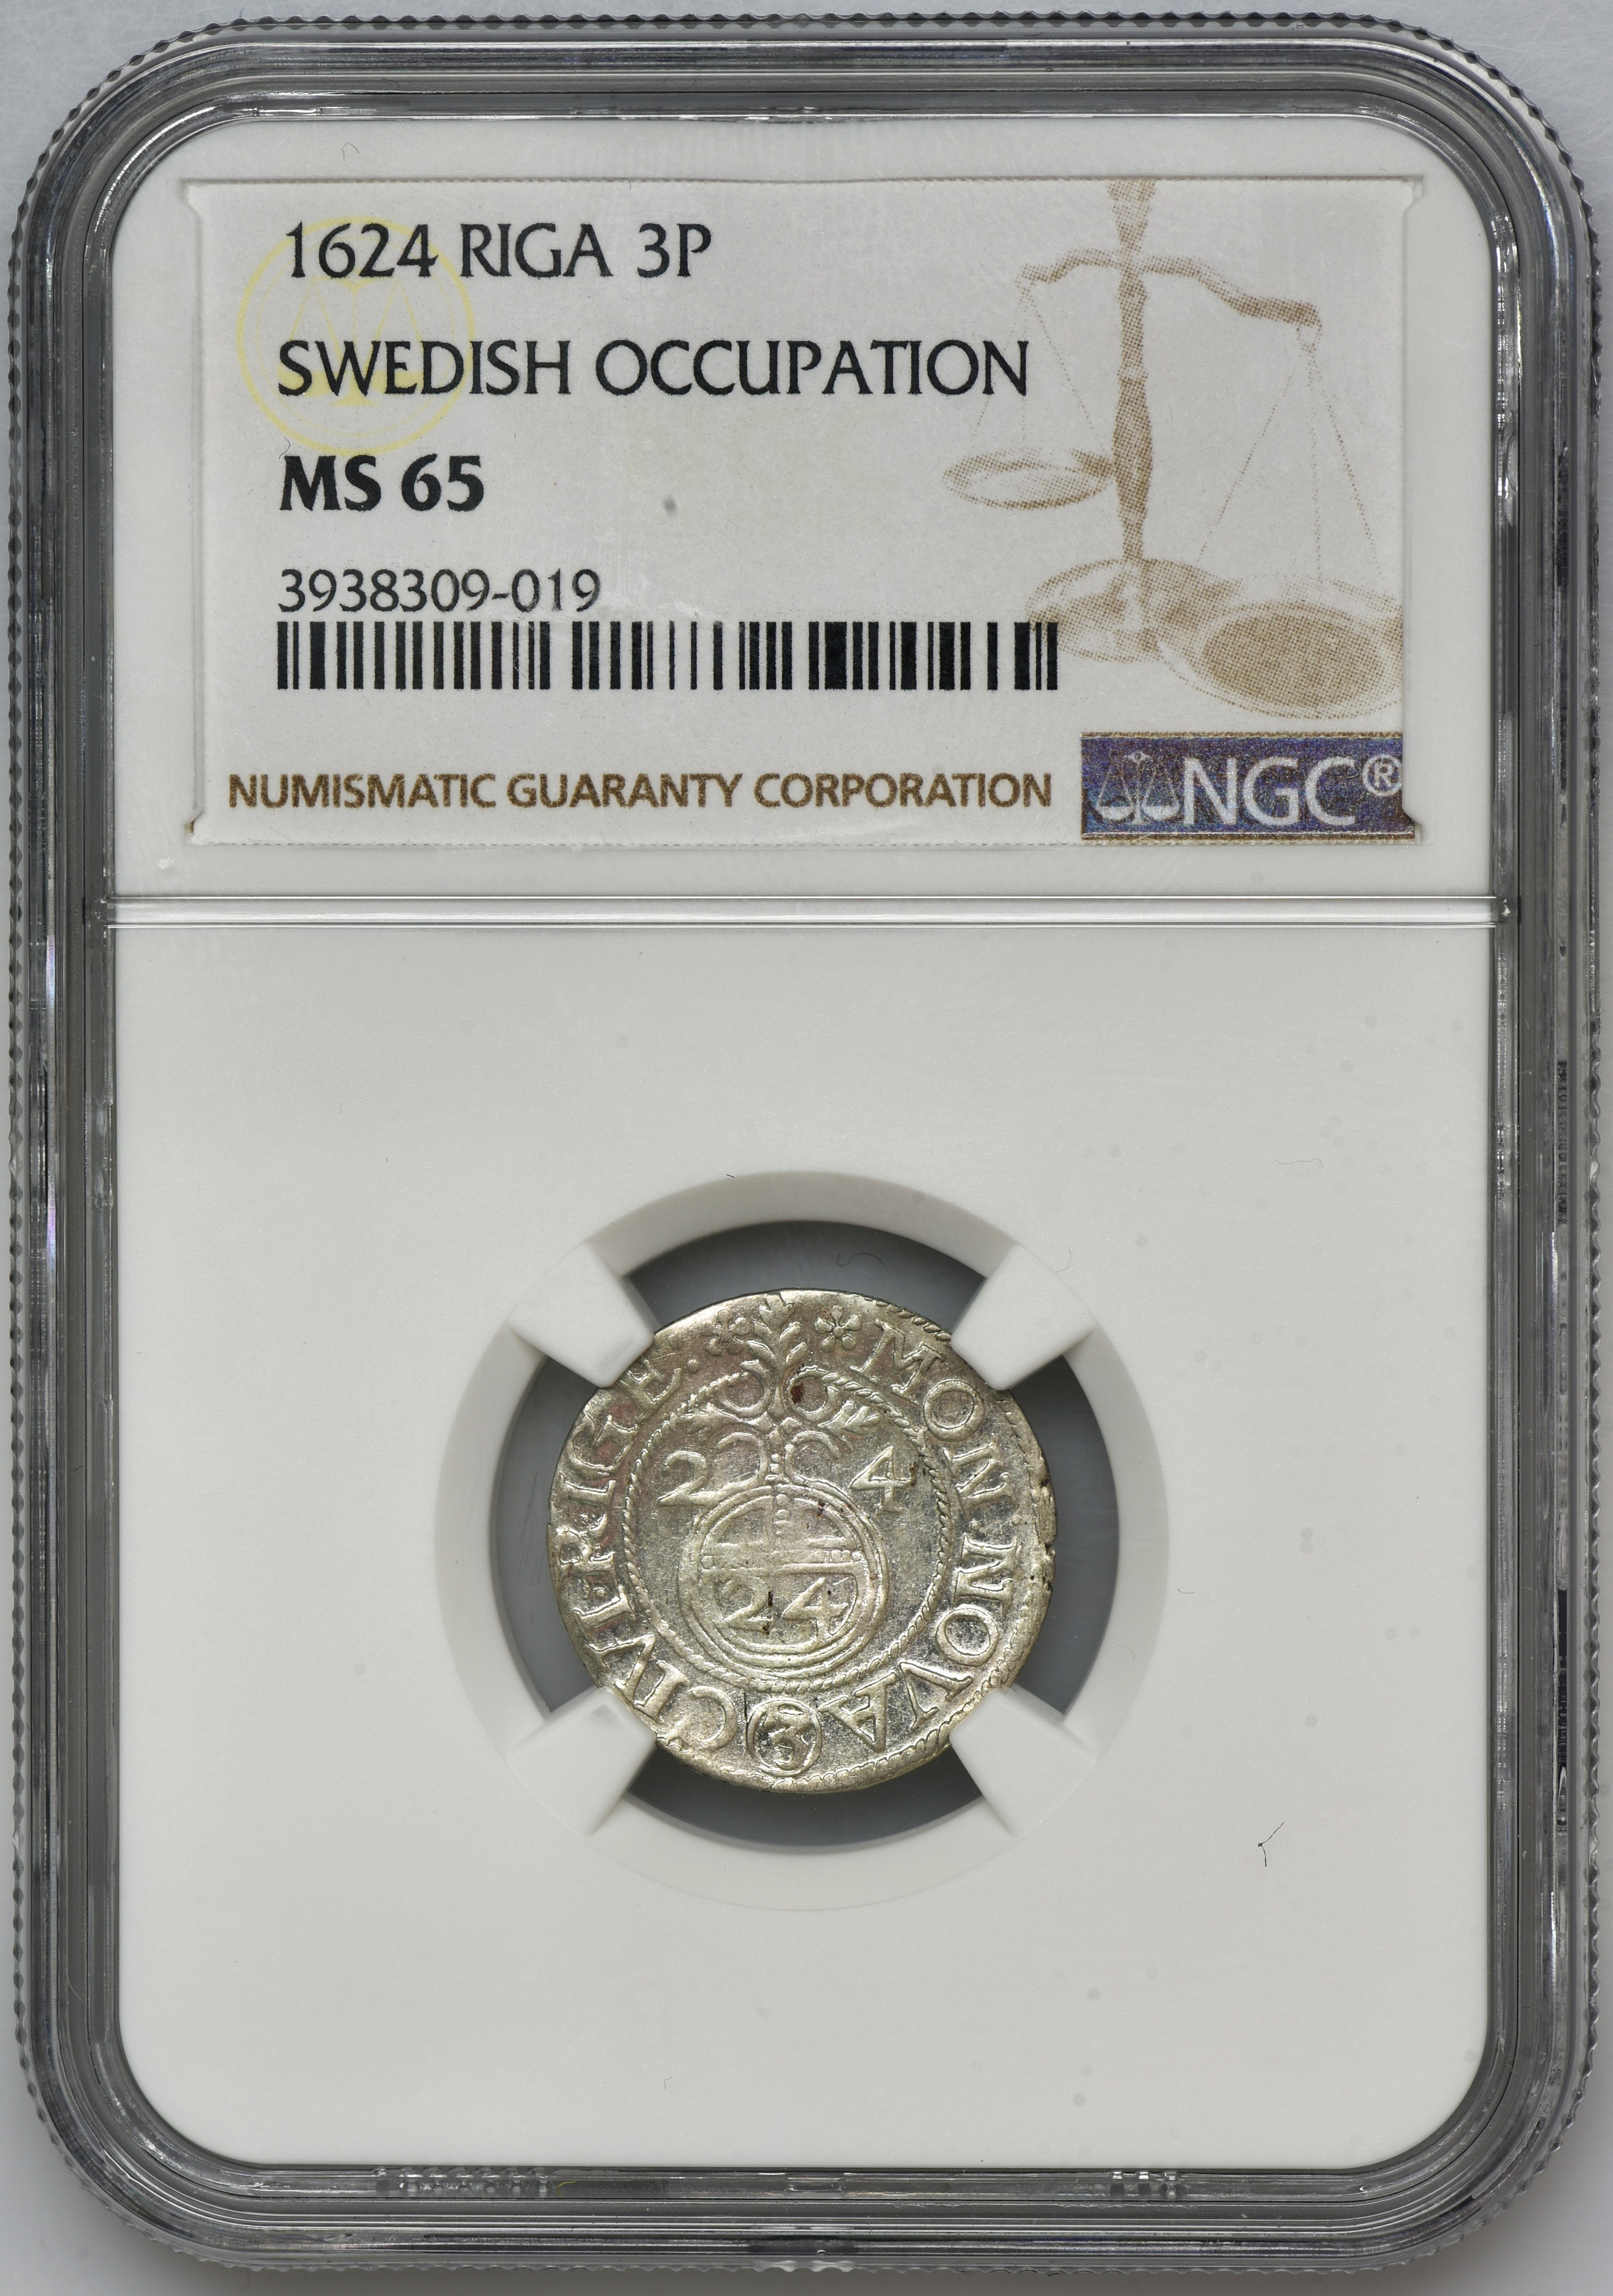 1624 RIGA 3P
SWEDISH OCCUPATION
MS 65
3938309-019
NUMISMATIC GUARANTY CORPORATION
NGC®
MON.NOVA
3
CIVI.RIGE.
2 4
24